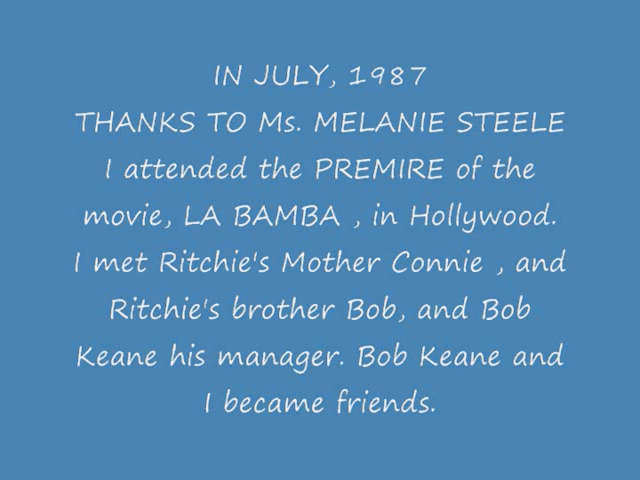 IN JULY, 1987
THANKS TO Ms. MELANIE STEELE
I attended the PREMIRE of the
movie, LA BAMBA , in Hollywood.
I met Ritchie's Mother Connie , and
Ritchie's brother Bob, and Bob
Keane his manager. Bob Keane and
I became friends.